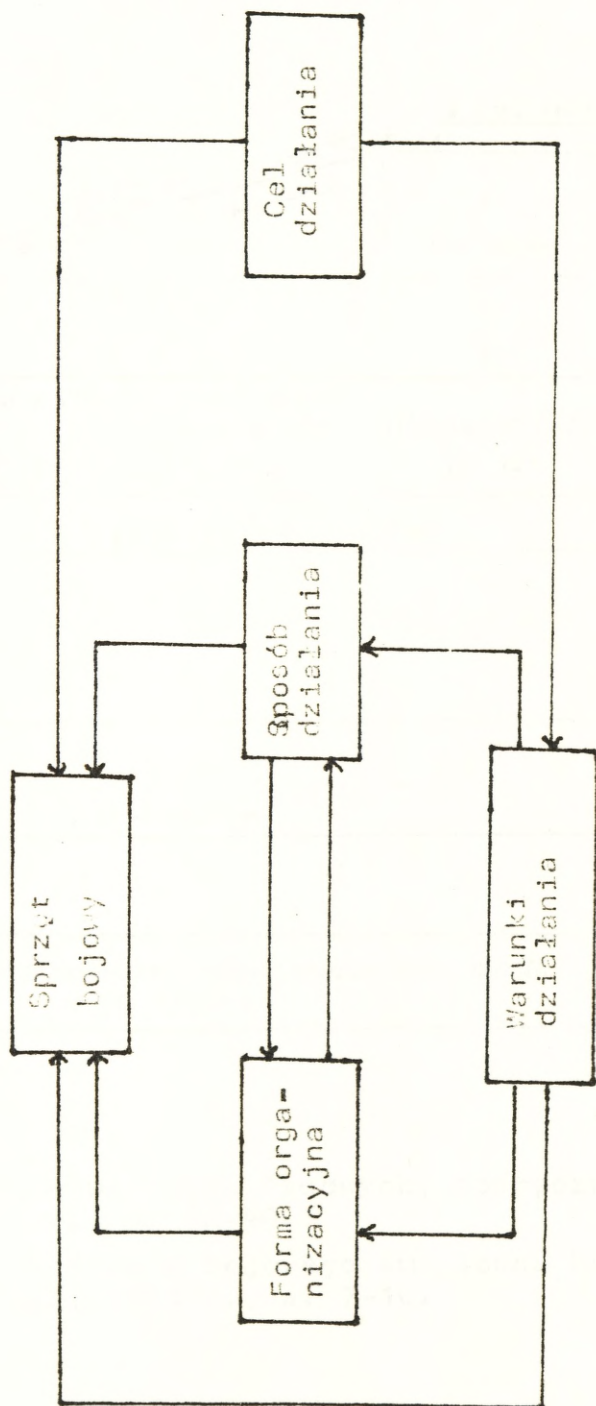 Sprzęt
bojowy
Forma orga-
nizacyjna
Sposób
działania
Cel
działania
Warunki
działania